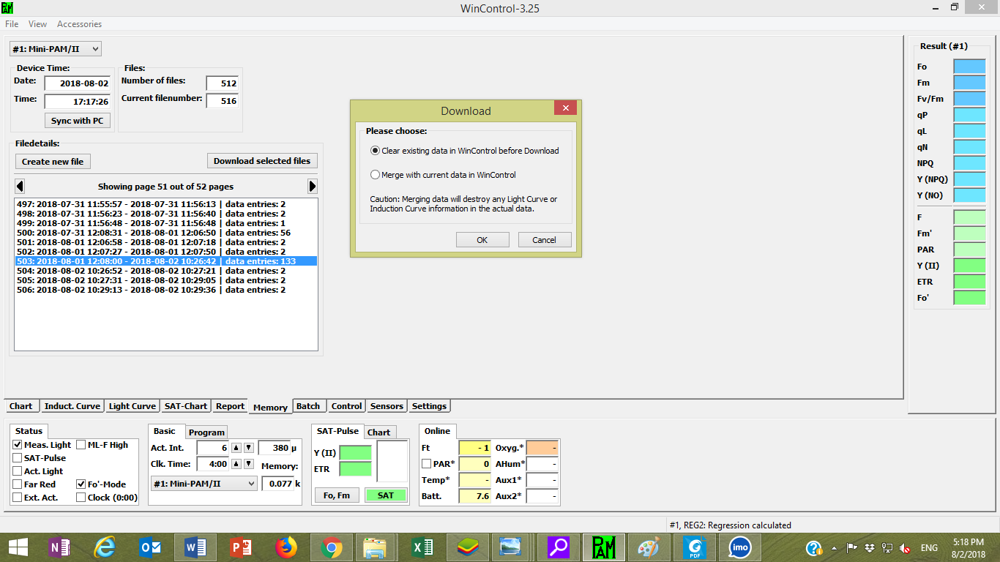 PAM
WinControl-3.25
File View Accessories
#1: Mini-PAM/II
Device Time:
Date: 2018-08-02
Time: 17:17:26
Sync with PC
Files:
Number of files: 512
Current filenumber: 516
Filedetails:
Create new file Download selected files
Showing page 51 out of 52 pages
497: 2018-07-31 11:55:57 - 2018-07-31 11:56:13 | data entries: 2
498: 2018-07-31 11:56:23 - 2018-07-31 11:56:40 | data entries: 2
499: 2018-07-31 11:56:48 - 2018-07-31 11:56:48 | data entries: 1
500: 2018-07-31 12:08:31 - 2018-08-01 12:06:50 | data entries: 56
501: 2018-08-01 12:06:58 - 2018-08-01 12:07:18 | data entries: 2
502: 2018-08-01 12:07:27 - 2018-08-01 12:07:50 | data entries: 2
503: 2018-08-01 12:08:00 - 2018-08-02 10:26:42 | data entries: 133
504: 2018-08-02 10:26:52 - 2018-08-02 10:27:21 | data entries: 2
505: 2018-08-02 10:27:31 - 2018-08-02 10:29:05 | data entries: 2
506: 2018-08-02 10:29:13 - 2018-08-02 10:29:36 | data entries: 2
Download
Please choose:
Clear existing data in WinControl before Download
Merge with current data in WinControl
Caution: Merging data will destroy any Light Curve or
Induction Curve information in the actual data.
OK Cancel
Result (#1)
Fo
Fm
Fv/Fm
qP
qL
qN
NPQ
Y (NPQ)
Y (NO)
F
Fm'
PAR
Y (II)
ETR
Fo'
Chart Induct. Curve Light Curve SAT-Chart Report Memory Batch Control Sensors Settings
Status
Meas. Light ML-F High
SAT-Pulse
Act. Light
Far Red Fo'-Mode
Ext. Act. Clock (0:00)
Basic Program
Act. Int. 6 380 µ
Clk. Time: 4:00 Memory:
#1: Mini-PAM/II 0.077 k
SAT-Pulse Chart
Y (II)
ETR
Fo, Fm SAT
Online
Ft - 1 Oxyg.* -
PAR* 0 AHum* -
Temp* - Aux1* -
Batt. 7.6 Aux2* -
#1, REG2: Regression calculated
N W P X PAM G PDF imo ? ENG
5:18 PM
8/2/2018